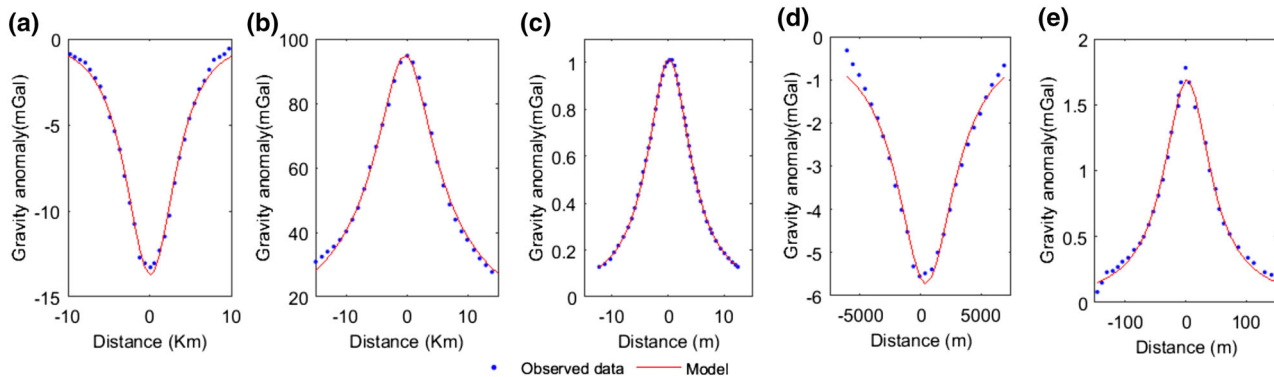 (a)
Gravity anomaly(mGal)
0
-5
-10
-15
-10 0 10
Distance (Km)
(b)
Gravity anomaly(mGal)
100
80
60
40
20
-10 0 10
Distance (Km)
(c)
Gravity anomaly(mGal)
1
0.8
0.6
0.4
0.2
0
-10 0 10
Distance (m)
(d)
Gravity anomaly(mGal)
0
-1
-2
-3
-4
-5
-6
-5000 0 5000
Distance (m)
(e)
Gravity anomaly(mGal)
2
1.5
1
0.5
0
-100 0 100
Distance (m)
Observed data Model